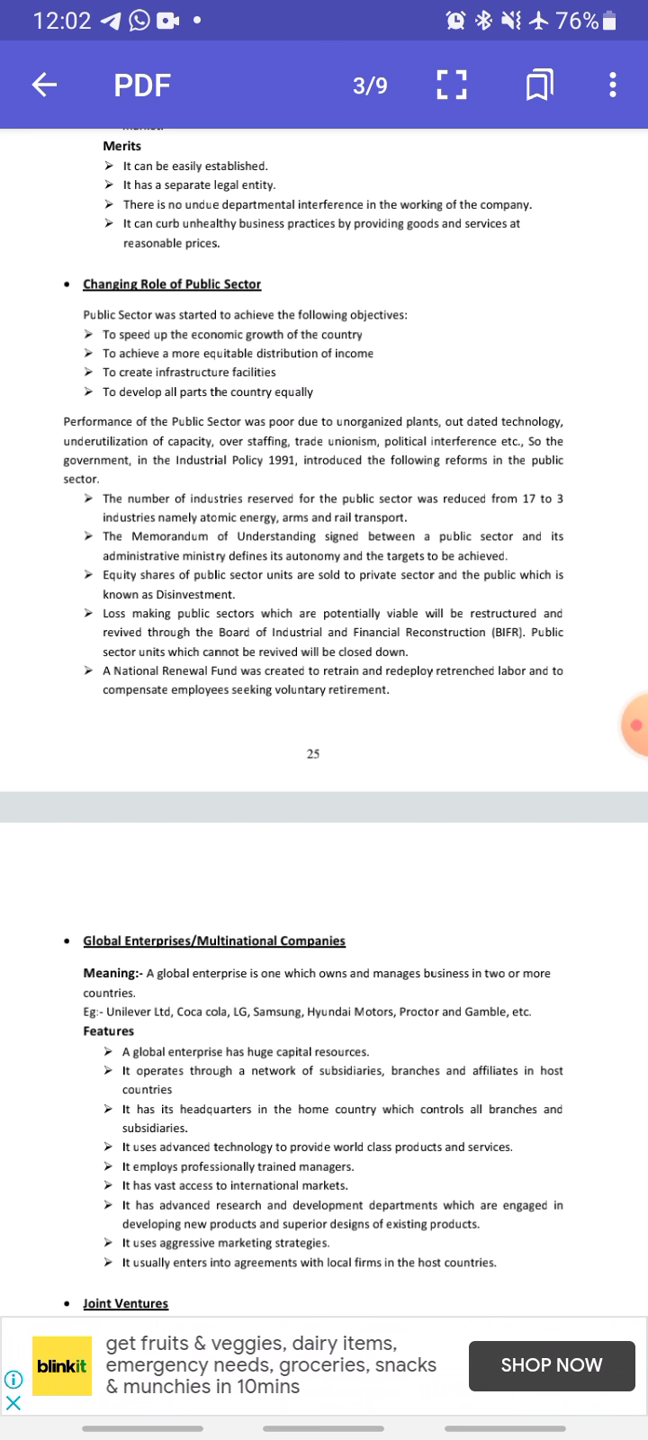 12:02 76%
PDF 3/9
Merits
➢ It can be easily established.
➢ It has a separate legal entity.
➢ There is no undue departmental interference in the working of the company.
➢ It can curb unhealthy business practices by providing goods and services at
reasonable prices.
• Changing Role of Public Sector
Public Sector was started to achieve the following objectives:
➢ To speed up the economic growth of the country
➢ To achieve a more equitable distribution of income
➢ To create infrastructure facilities
➢ To develop all parts the country equally
Performance of the Public Sector was poor due to unorganized plants, out dated technology,
underutilization of capacity, over staffing, trade unionism, political interference etc., So the
government, in the Industrial Policy 1991, introduced the following reforms in the public
sector.
➢ The number of industries reserved for the public sector was reduced from 17 to 3
industries namely atomic energy, arms and rail transport.
➢ The Memorandum of Understanding signed between a public sector and its
administrative ministry defines its autonomy and the targets to be achieved.
➢ Equity shares of public sector units are sold to private sector and the public which is
known as Disinvestment.
➢ Loss making public sectors which are potentially viable will be restructured and
revived through the Board of Industrial and Financial Reconstruction (BIFR). Public
sector units which cannot be revived will be closed down.
➢ A National Renewal Fund was created to retrain and redeploy retrenched labor and to
compensate employees seeking voluntary retirement.
25
• Global Enterprises/Multinational Companies
Meaning:- A global enterprise is one which owns and manages business in two or more
countries.
Eg:- Unilever Ltd, Coca cola, LG, Samsung, Hyundai Motors, Proctor and Gamble, etc.
Features
➢ A global enterprise has huge capital resources.
➢ It operates through a network of subsidiaries, branches and affiliates in host
countries
➢ It has its headquarters in the home country which controls all branches and
subsidiaries.
➢ It uses advanced technology to provide world class products and services.
➢ It employs professionally trained managers.
➢ It has vast access to international markets.
➢ It has advanced research and development departments which are engaged in
developing new products and superior designs of existing products.
➢ It uses aggressive marketing strategies.
➢ It usually enters into agreements with local firms in the host countries.
• Joint Ventures
blinkit
get fruits & veggies, dairy items,
emergency needs, groceries, snacks
& munchies in 10mins
SHOP NOW